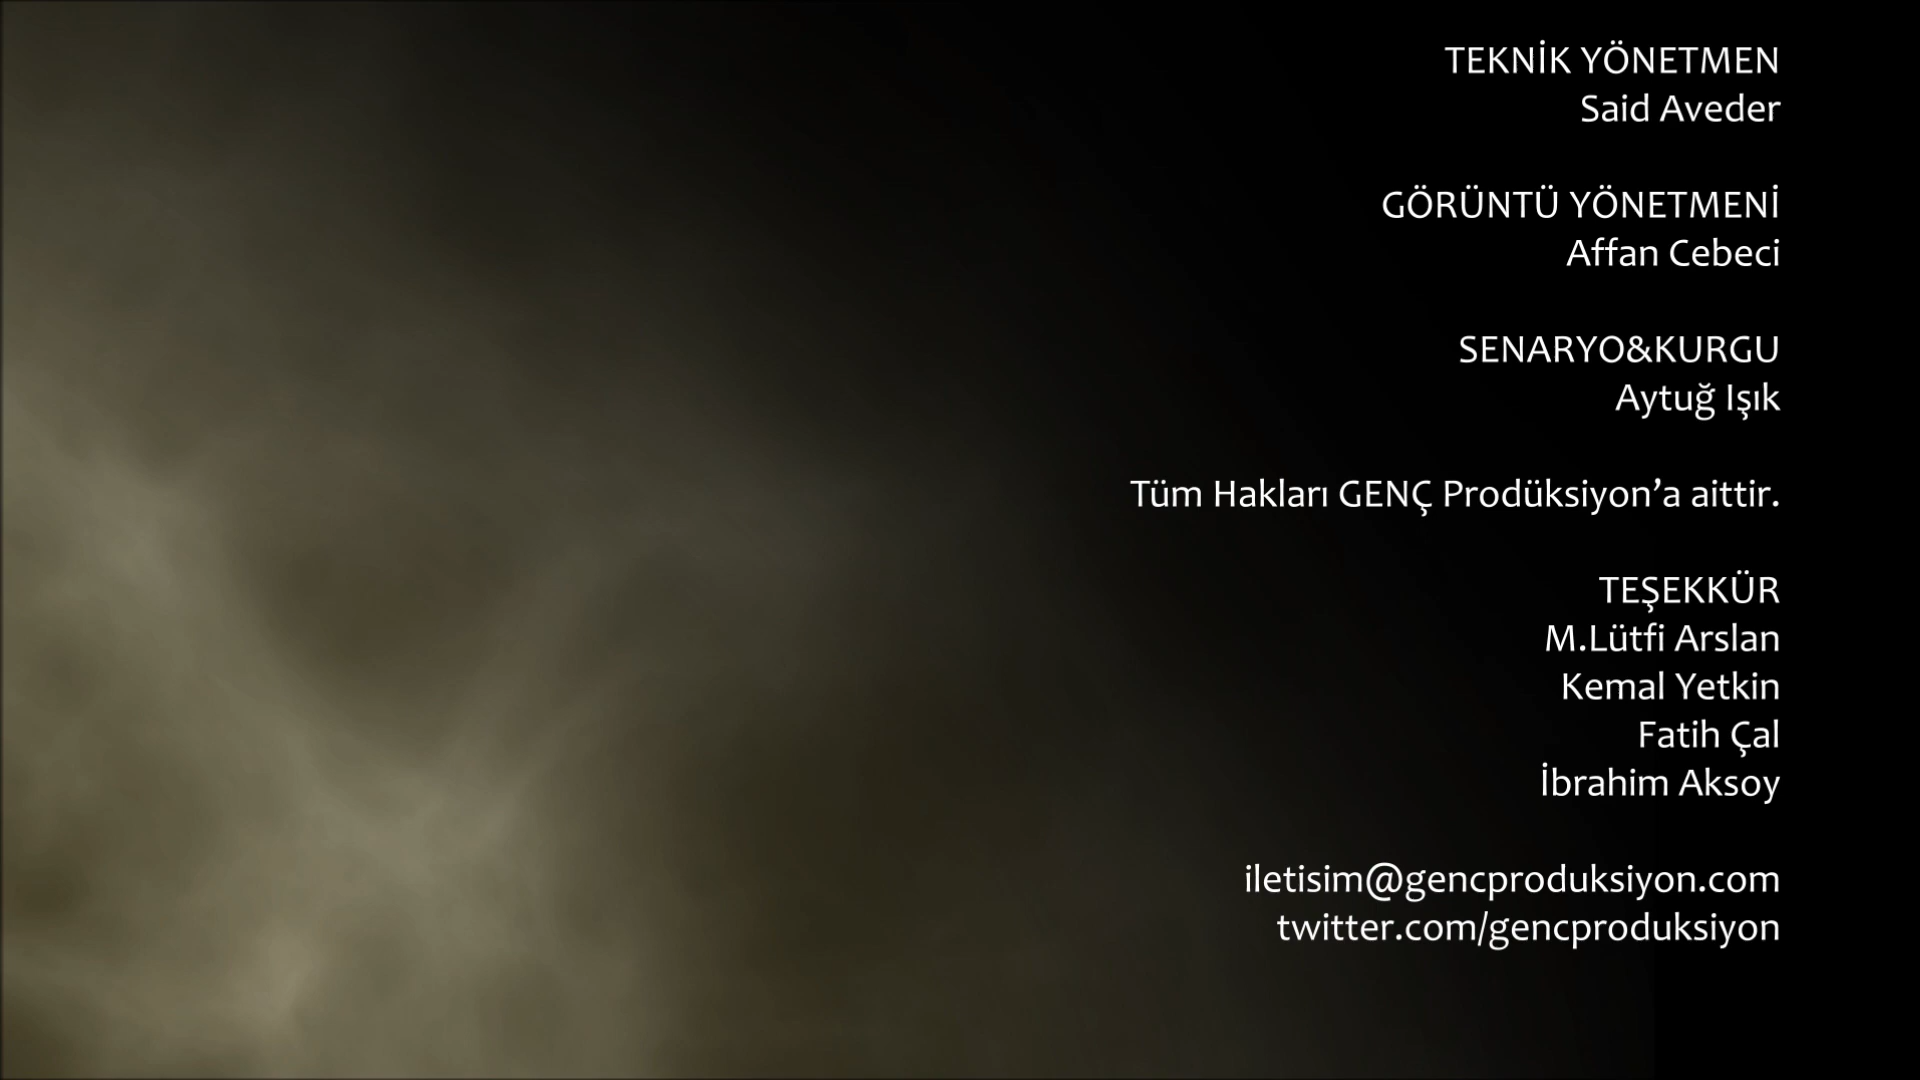 TEKNİK YÖNETMEN
Said Aveder
GÖRÜNTÜ YÖNETMENİ
Affan Cebeci
SENARYO&KURGU
Aytuğ Işık
Tüm Hakları GENÇ Prodüksiyon’a aittir.
TEŞEKKÜR
M.Lütfi Arslan
Kemal Yetkin
Fatih Çal
İbrahim Aksoy
iletisim@gencproduksiyon.com
twitter.com/gencproduksiyon